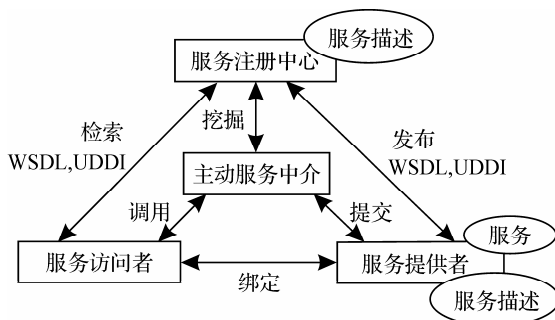 服务描述
服务注册中心
检索
WSDL,UDDI
挖掘
发布
WSDL,UDDI
主动服务中介
调用
提交
服务
服务访问者
绑定
服务提供者
服务描述